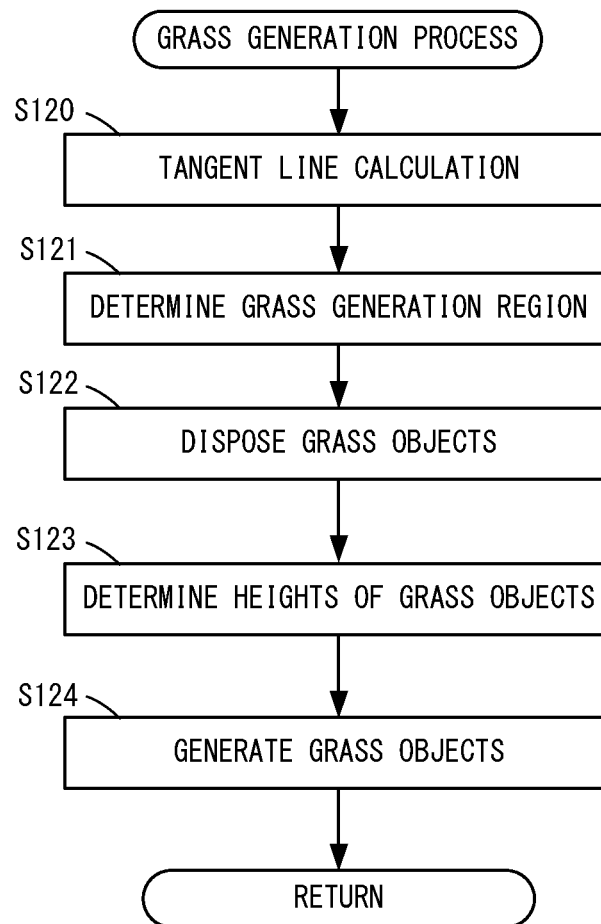 GRASS GENERATION PROCESS
S120
TANGENT LINE CALCULATION
S121
DETERMINE GRASS GENERATION REGION
S122
DISPOSE GRASS OBJECTS
S123
DETERMINE HEIGHTS OF GRASS OBJECTS
S124
GENERATE GRASS OBJECTS
RETURN